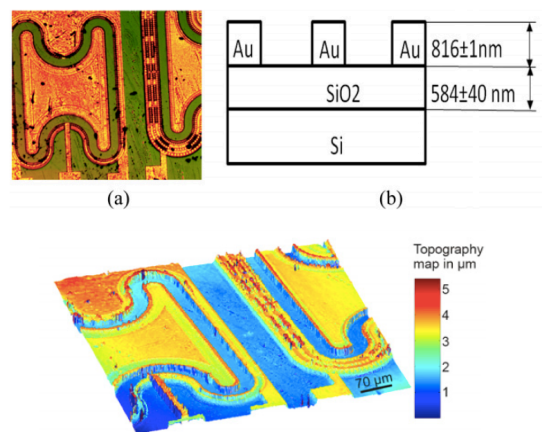 Au Au Au 816±1nm
SiO2 584±40 nm
Si
(a) (b)
Topography
map in μm
5
4
3
2
1
70 μm